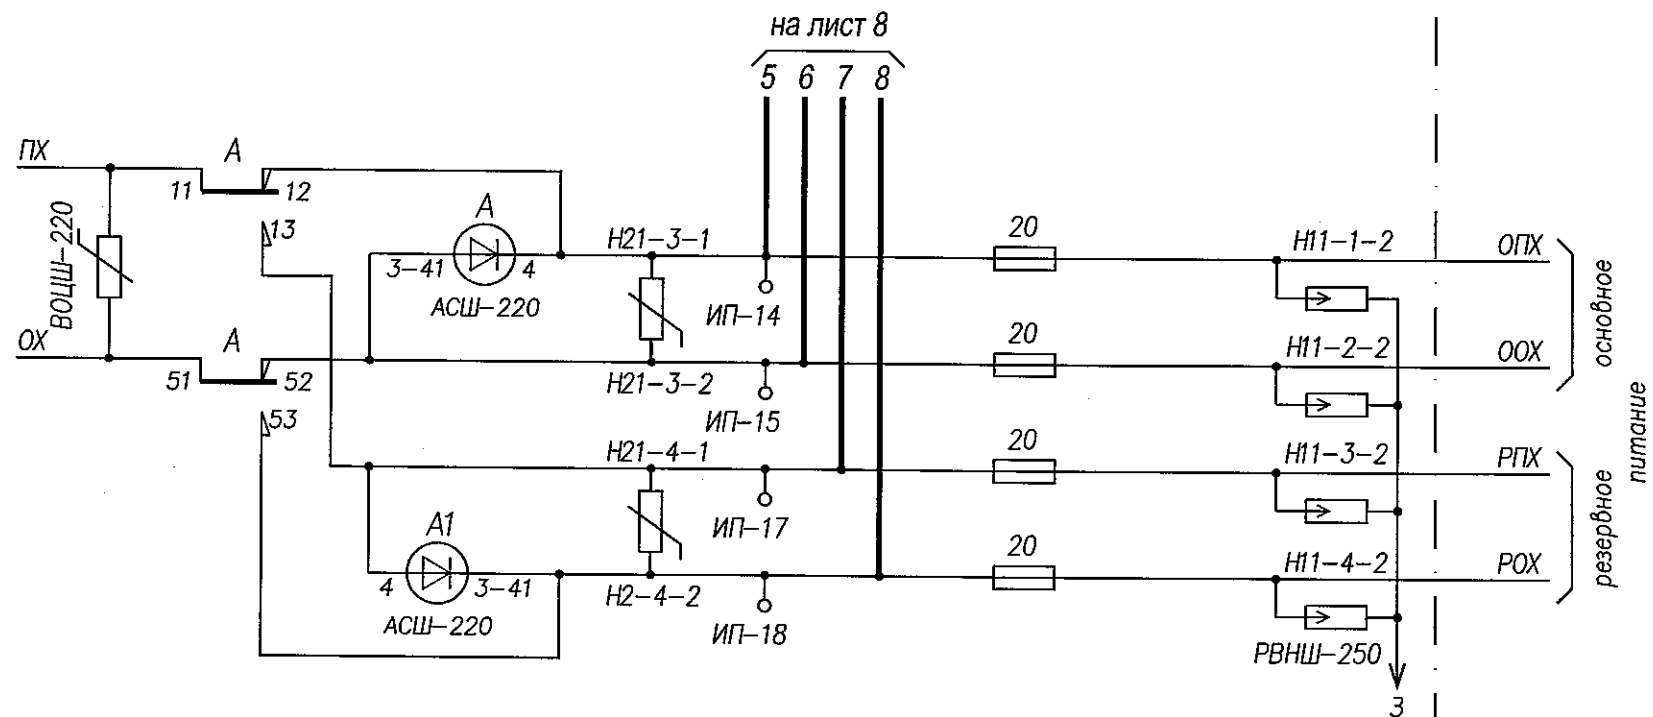 на лист 8
5 6 7 8
ПХ
А
11
12
13
ВОЦШ-220
А
3-41
4
АСШ-220
Н21-3-1
ИП-14
20
Н11-1-2
ОПХ
ОХ
А
51
52
53
Н21-3-2
ИП-15
20
Н11-2-2
ООХ
основное
Н21-4-1
ИП-17
20
Н11-3-2
РПХ
питание
А1
4
3-41
АСШ-220
Н2-4-2
ИП-18
20
Н11-4-2
РОХ
резервное
РВНШ-250
З